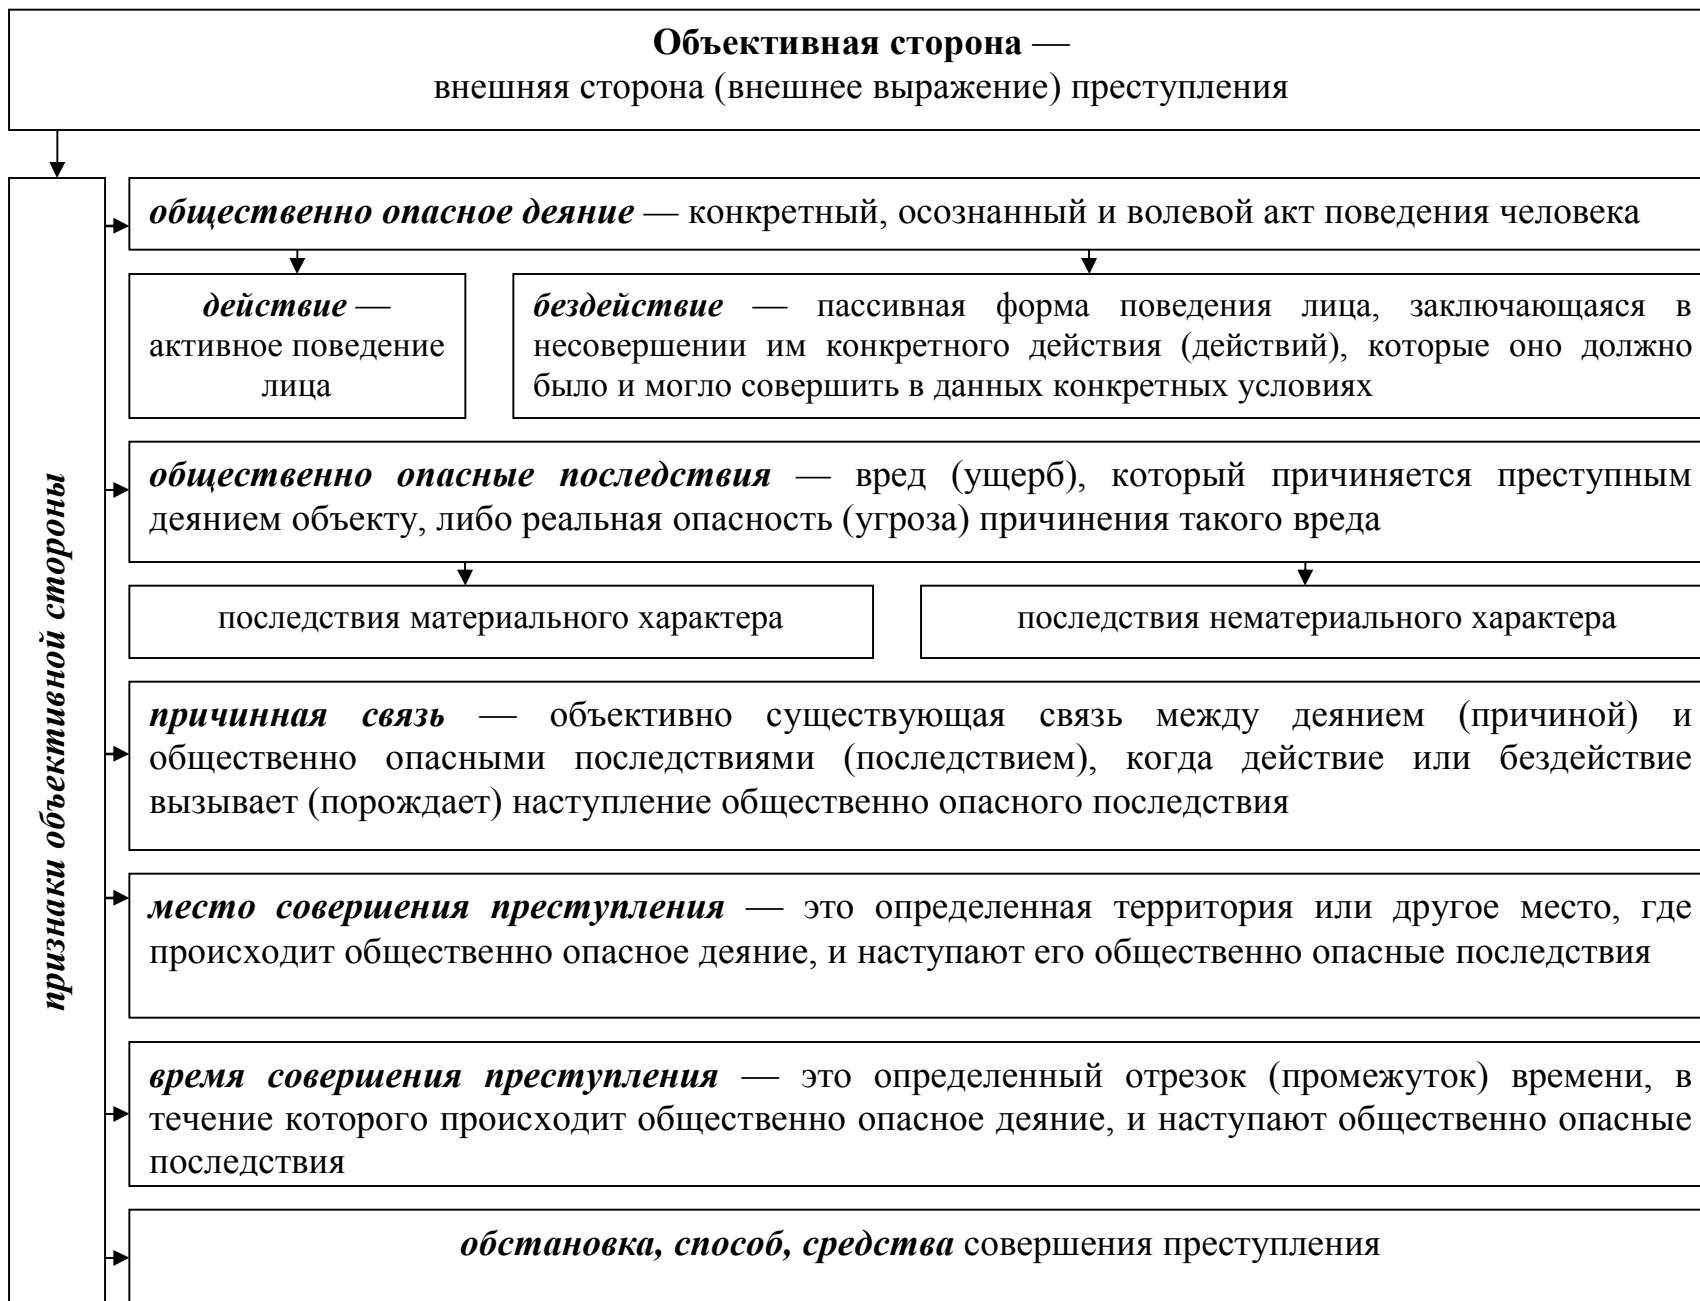 Объективная сторона —
внешняя сторона (внешнее выражение) преступления
признаки объективной стороны
общественно опасное деяние — конкретный, осознанный и волевой акт поведения человека
действие —
активное поведение
лица
бездействие — пассивная форма поведения лица, заключающаяся в
несовершении им конкретного действия (действий), которые оно должно
было и могло совершить в данных конкретных условиях
общественно опасные последствия — вред (ущерб), который причиняется преступным
деянием объекту, либо реальная опасность (угроза) причинения такого вреда
последствия материального характера
последствия нематериального характера
причинная связь — объективно существующая связь между деянием (причиной) и
общественно опасными последствиями (последствием), когда действие или бездействие
вызывает (порождает) наступление общественно опасного последствия
место совершения преступления — это определенная территория или другое место, где
происходит общественно опасное деяние, и наступают его общественно опасные последствия
время совершения преступления — это определенный отрезок (промежуток) времени, в
течение которого происходит общественно опасное деяние, и наступают общественно опасные
последствия
обстановка, способ, средства совершения преступления